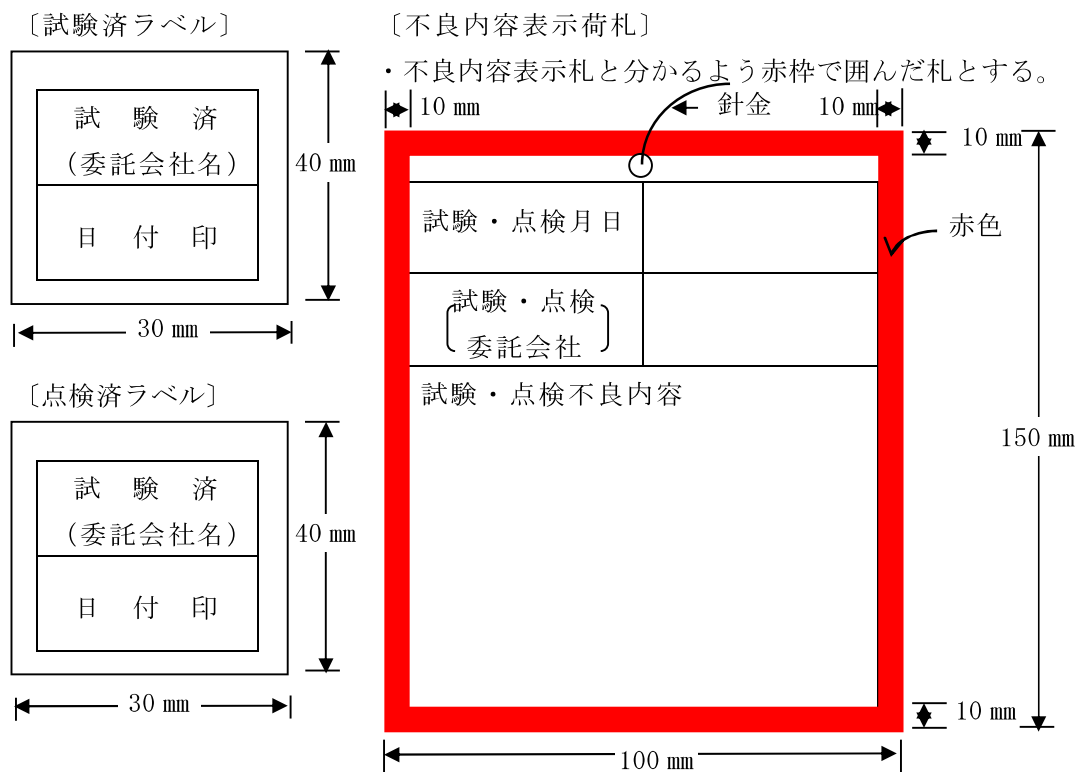 〔試験済ラベル〕
試　験　済
（委託会社名）
日　付　印
40 mm
30 mm
〔点検済ラベル〕
試　験　済
（委託会社名）
日　付　印
40 mm
30 mm
〔不良内容表示荷札〕
・不良内容表示札と分かるよう赤枠で囲んだ札とする。
10 mm
針金
10 mm
10 mm
試験・点検月日
赤色
試験・点検
委託会社
試験・点検不良内容
150 mm
10 mm
100 mm